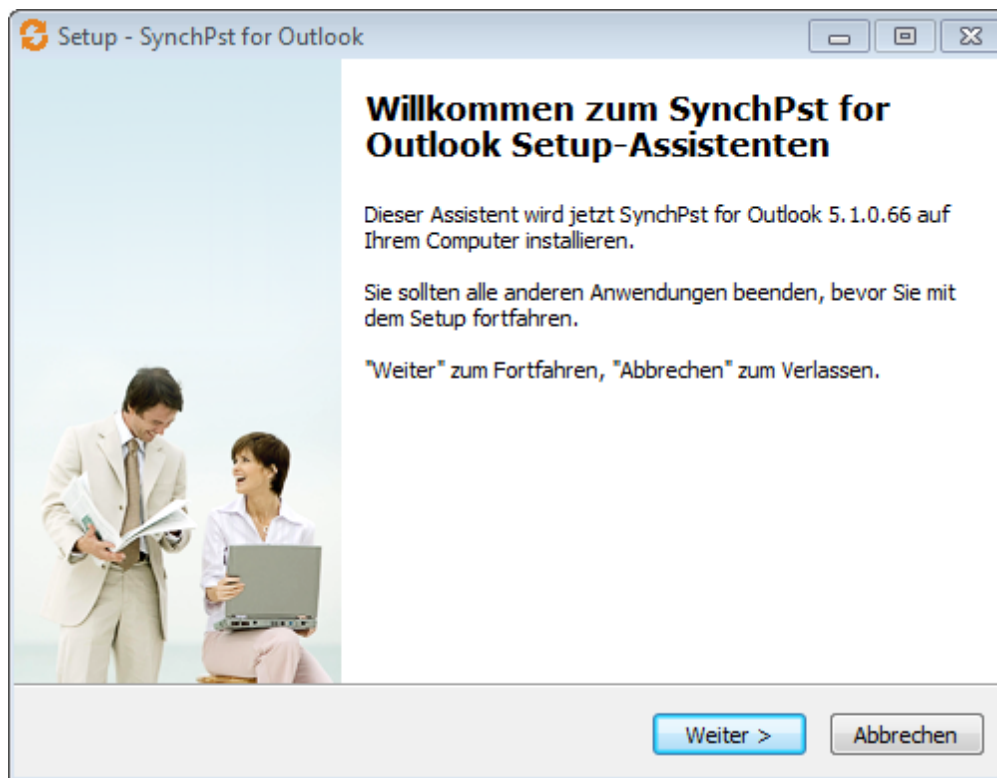 Setup - SynchPst for Outlook
Willkommen zum SynchPst for
Outlook Setup-Assistenten
Dieser Assistent wird jetzt SynchPst for Outlook 5.1.0.66 auf
Ihrem Computer installieren.
Sie sollten alle anderen Anwendungen beenden, bevor Sie mit
dem Setup fortfahren.
"Weiter" zum Fortfahren, "Abbrechen" zum Verlassen.
Weiter >
Abbrechen